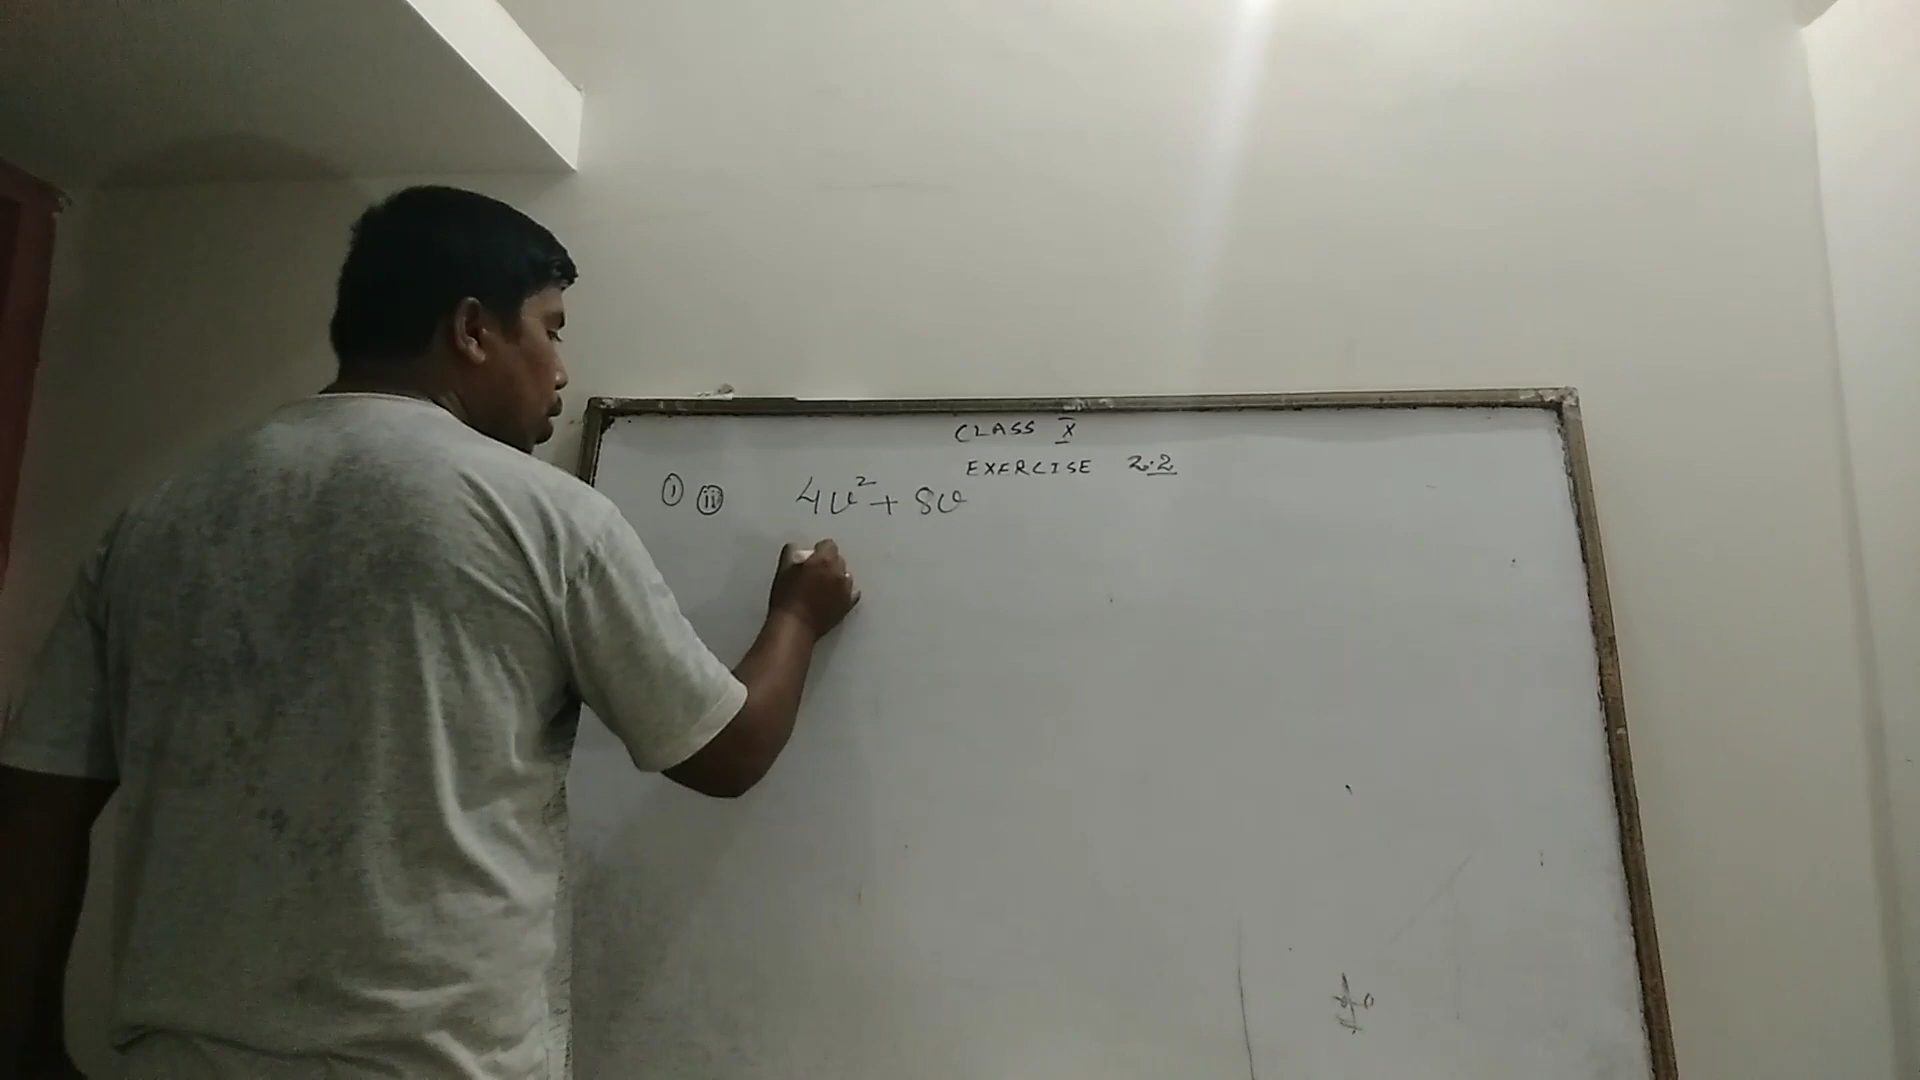 CLASS X
EXERCISE 2.2
① ⓘⓘ 4u² + 8u